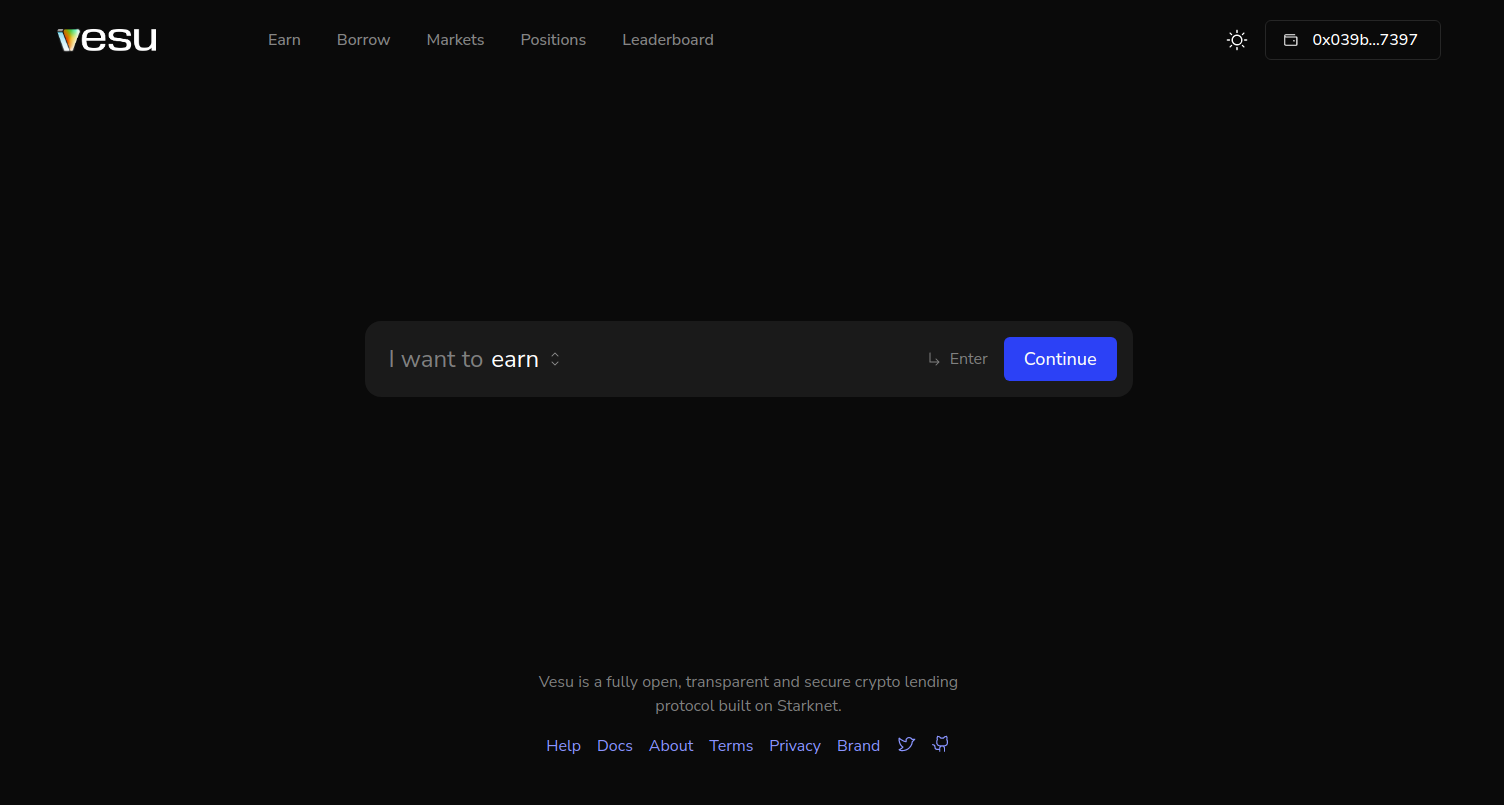 vesu
Earn Borrow Markets Positions Leaderboard
0x039b...7397
I want to earn
Enter
Continue
Vesu is a fully open, transparent and secure crypto lending
protocol built on Starknet.
Help Docs About Terms Privacy Brand